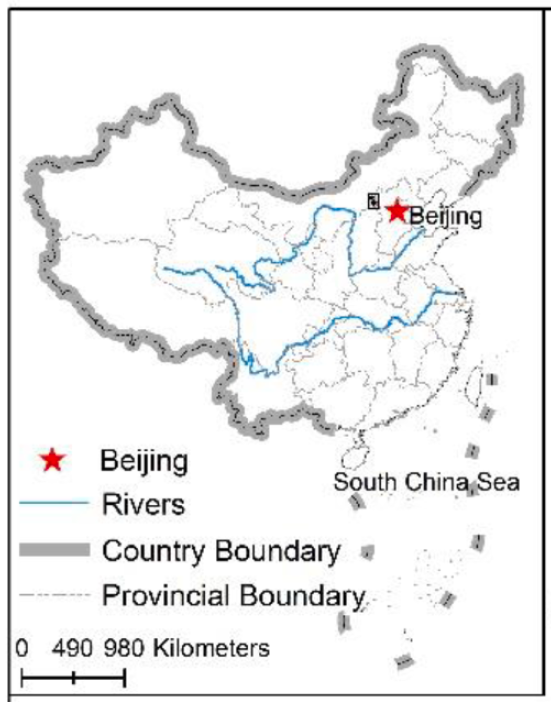 Beijing
South China Sea
Beijing
Rivers
Country Boundary
Provincial Boundary
0 490 980 Kilometers